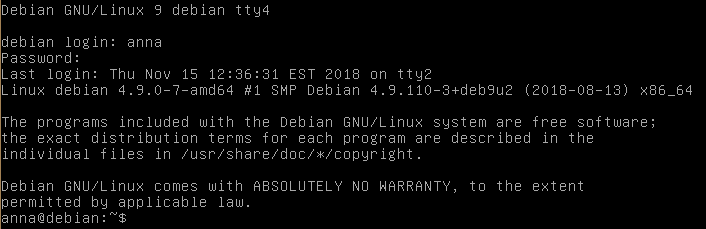 Debian GNU/Linux 9 debian tty4
debian login: anna
Password:
Last login: Thu Nov 15 12:36:31 EST 2018 on tty2
Linux debian 4.9.0-7-amd64 #1 SMP Debian 4.9.110-3+deb9u2 (2018-08-13) x86_64
The programs included with the Debian GNU/Linux system are free software;
the exact distribution terms for each program are described in the
individual files in /usr/share/doc/*/copyright.
Debian GNU/Linux comes with ABSOLUTELY NO WARRANTY, to the extent
permitted by applicable law.
anna@debian:~$